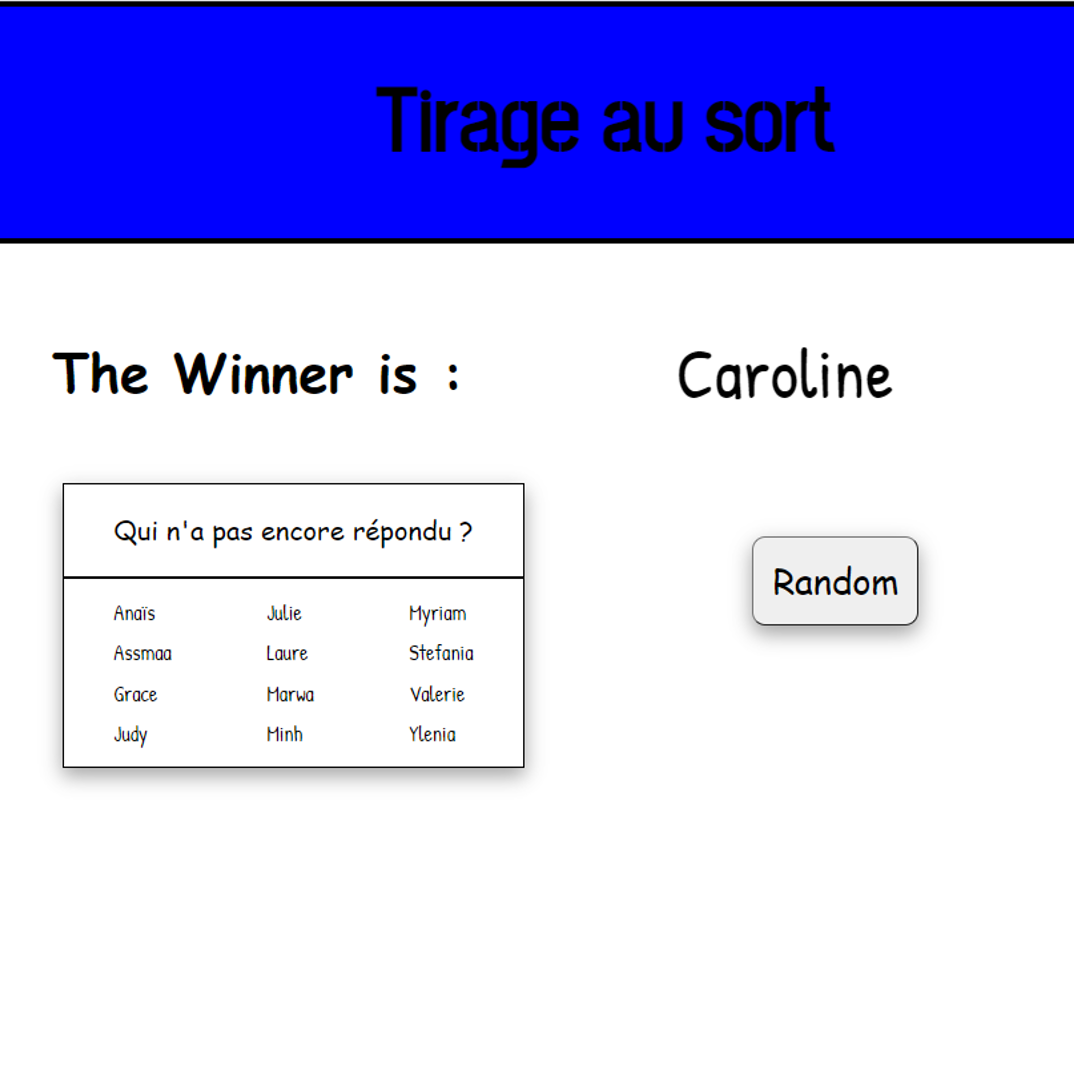 Tirage au sort
The Winner is :
Caroline
Qui n'a pas encore répondu ?
Random
Anaïs Julie Myriam
Assmaa Laure Stefania
Grace Marwa Valerie
Judy Minh Ylenia